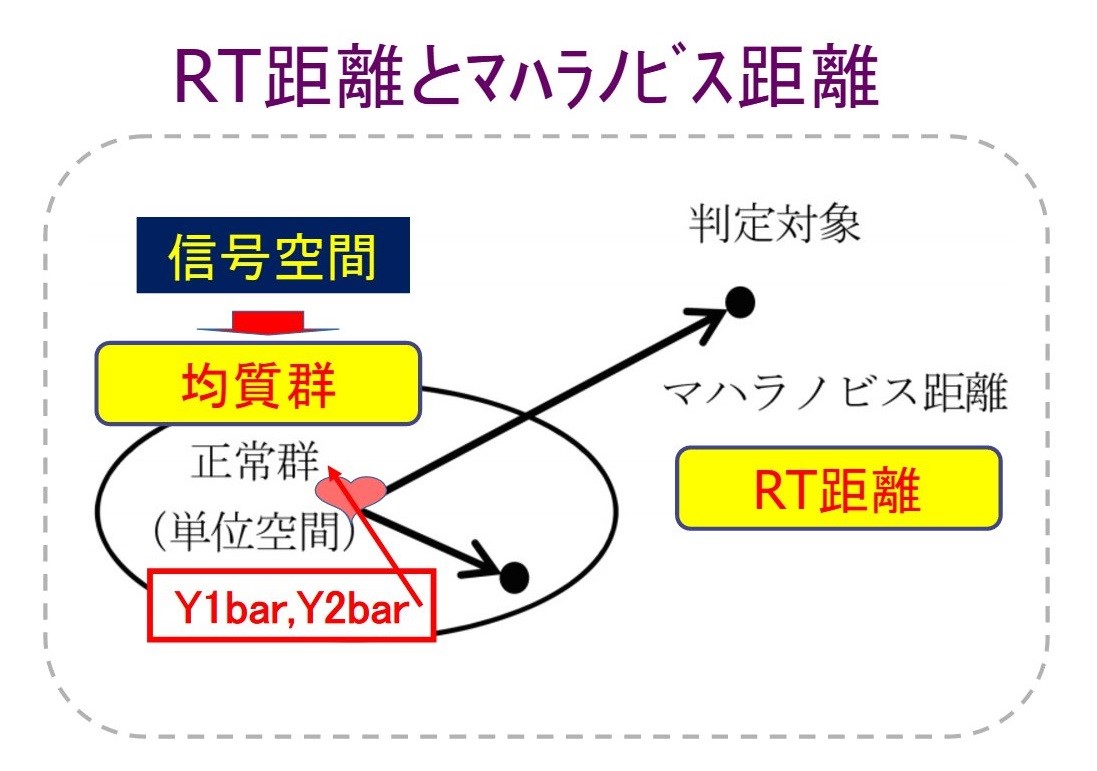 RT距離とﾏﾊﾗﾉﾋﾞｽ距離
信号空間
判定対象
均質群
マハラノビス距離
正常群
RT距離
(単位空間)
Y1bar,Y2bar